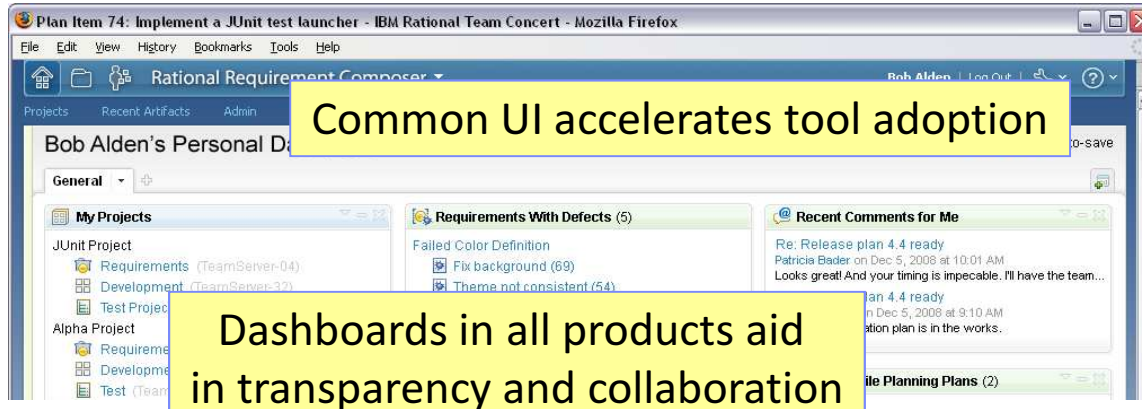 Plan Item 74: Implement a JUnit test launcher - IBM Rational Team Concert - Mozilla Firefox
File Edit View History Bookmarks Tools Help
Rational Requirement Composer
Bob Alden | Log Out |
Projects Recent Artifacts Admin
Common UI accelerates tool adoption
Bob Alden's Personal
to-save
General
My Projects
JUnit Project
Requirements (TeamServer-04)
Development (TeamServer-32)
Test
Alpha Project
Test
Requirements With Defects (5)
Failed Color Definition
Fix background (69)
Theme not consistent (54)
Recent Comments for Me
Re: Release plan 4.4 ready
Patricia Bader on Dec 5, 2008 at 10:01 AM
Looks great! And your timing is impecable. I'll have the team...
lan 4.4 ready
n Dec 5, 2008 at 9:10 AM
ation plan is in the works.
Dashboards in all products aid
in transparency and collaboration
ile Planning Plans (2)